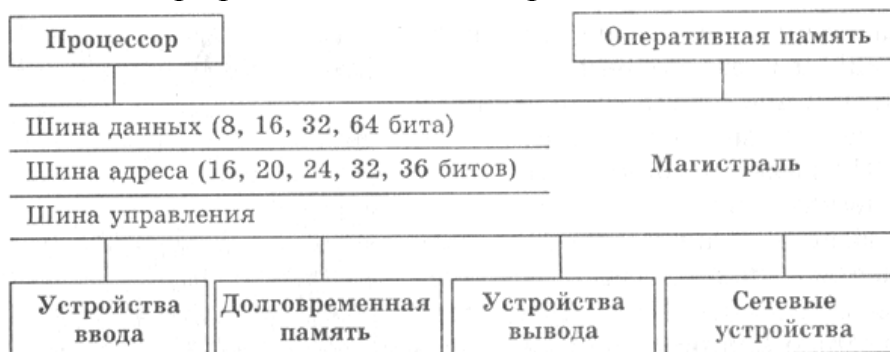 Процессор
Оперативная память
Шина данных (8, 16, 32, 64 бита)
Шина адреса (16, 20, 24, 32, 36 битов)
Магистраль
Шина управления
Устройства
ввода
Долговременная
память
Устройства
вывода
Сетевые
устройства